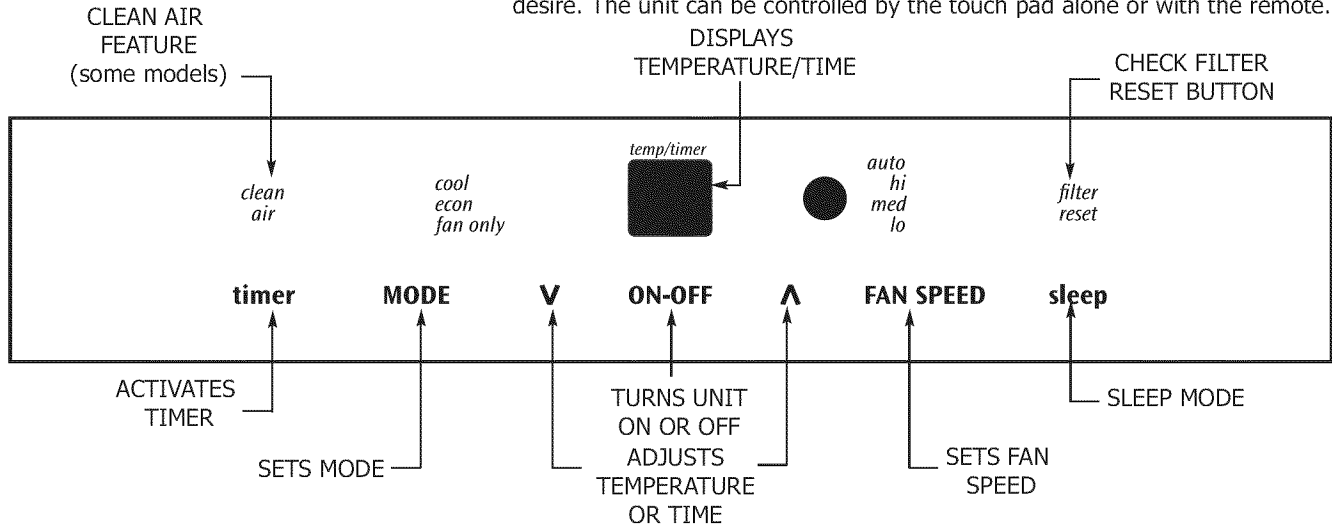 desire. The unit can be controlled by the touch pad alone or with the remote.
CLEAN AIR
FEATURE
(some models)
DISPLAYS
TEMPERATURE/TIME
CHECK FILTER
RESET BUTTON
clean
air
cool
econ
fan only
temp/timer
auto
hi
med
lo
filter
reset
timer
MODE
V
ON-OFF
Λ
FAN SPEED
sleep
ACTIVATES
TIMER
SETS MODE
TURNS UNIT
ON OR OFF
ADJUSTS
TEMPERATURE
OR TIME
SETS FAN
SPEED
SLEEP MODE